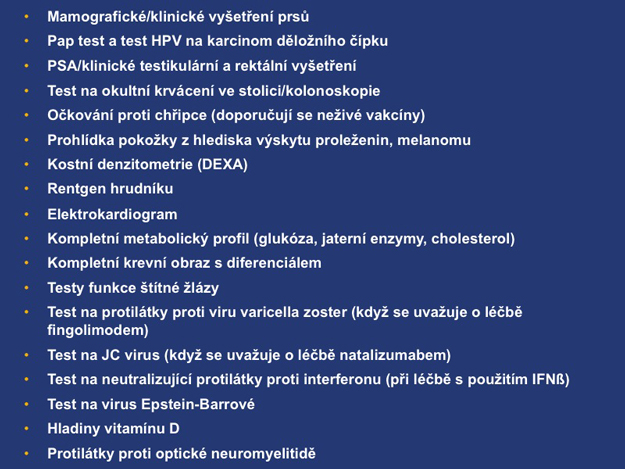 • Mamografické/klinické vyšetření prsů
• Pap test a test HPV na karcinom děložního čípku
• PSA/klinické testikulární a rektální vyšetření
• Test na okultní krvácení ve stolici/kolonoskopie
• Očkování proti chřipce (doporučují se neživé vakcíny)
• Prohlídka pokožky z hlediska výskytu proleženin, melanomu
• Kostní denzitometrie (DEXA)
• Rentgen hrudníku
• Elektrokardiogram
• Kompletní metabolický profil (glukóza, jaterní enzymy, cholesterol)
• Kompletní krevní obraz s diferenciálem
• Testy funkce štítné žlázy
• Test na protilátky proti viru varicella zoster (když se uvažuje o léčbě
fingolimodem)
• Test na JC virus (když se uvažuje o léčbě natalizumabem)
• Test na neutralizující protilátky proti interferonu (při léčbě s použitím IFNß)
• Test na virus Epstein-Barrové
• Hladiny vitamínu D
• Protilátky proti optické neuromyelitidě